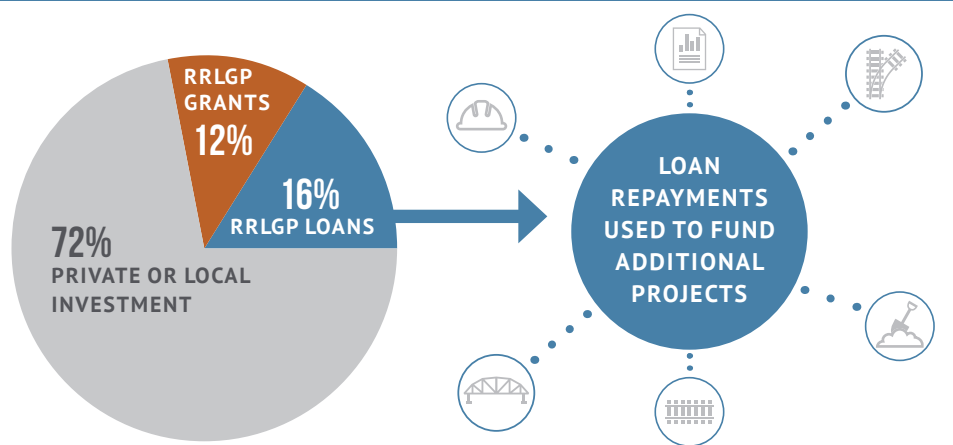 RRLGP
GRANTS
12%
16%
RRLGP LOANS
72%
PRIVATE OR LOCAL
INVESTMENT
LOAN
REPAYMENTS
USED TO FUND
ADDITIONAL
PROJECTS